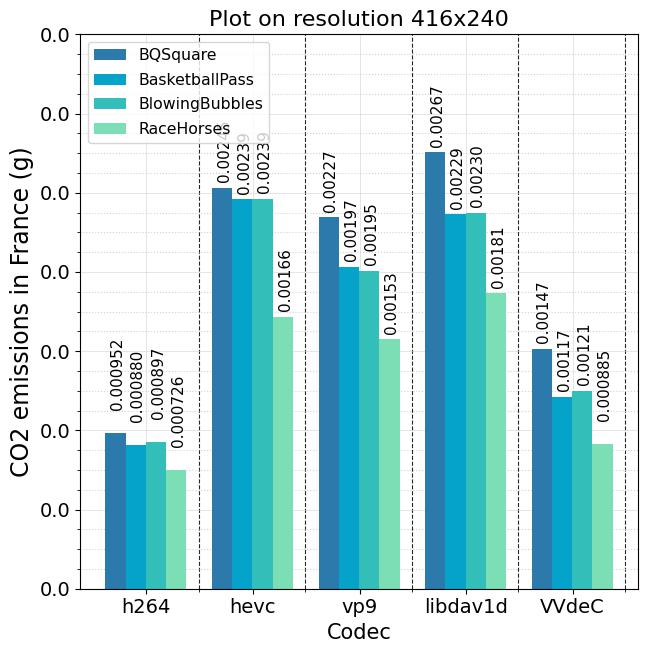 Plot on resolution 416x240
CO2 emissions in France (g)
0.0
0.0
0.0
0.0
0.0
0.0
0.0
0.0
BQSquare
BasketballPass
BlowingBubbles
RaceHorses
0.000952
0.000880
0.000897
0.000726
0.00239
0.00239
0.00166
0.00227
0.00197
0.00195
0.00153
0.00267
0.00229
0.00230
0.00181
0.00147
0.00117
0.00121
0.000885
h264
hevc
vp9
libdav1d
VVdeC
Codec